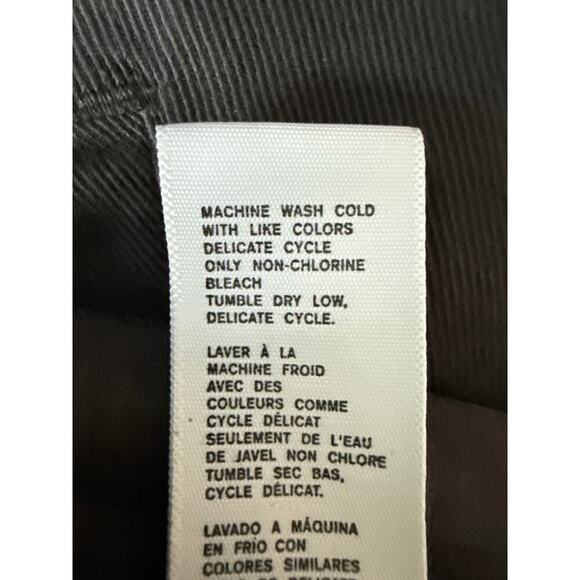 MACHINE WASH COLD
WITH LIKE COLORS
DELICATE CYCLE
ONLY NON-CHLORINE
BLEACH
TUMBLE DRY LOW,
DELICATE CYCLE.
LAVER À LA
MACHINE FROID
AVEC DES
COULEURS COMME
CYCLE DÉLICAT
SEULEMENT DE L'EAU
DE JAVEL NON CHLORE
TUMBLE SEC BAS,
CYCLE DÉLICAT.
LAVADO A MÁQUINA
EN FRÍO CON
COLORES SIMILARES